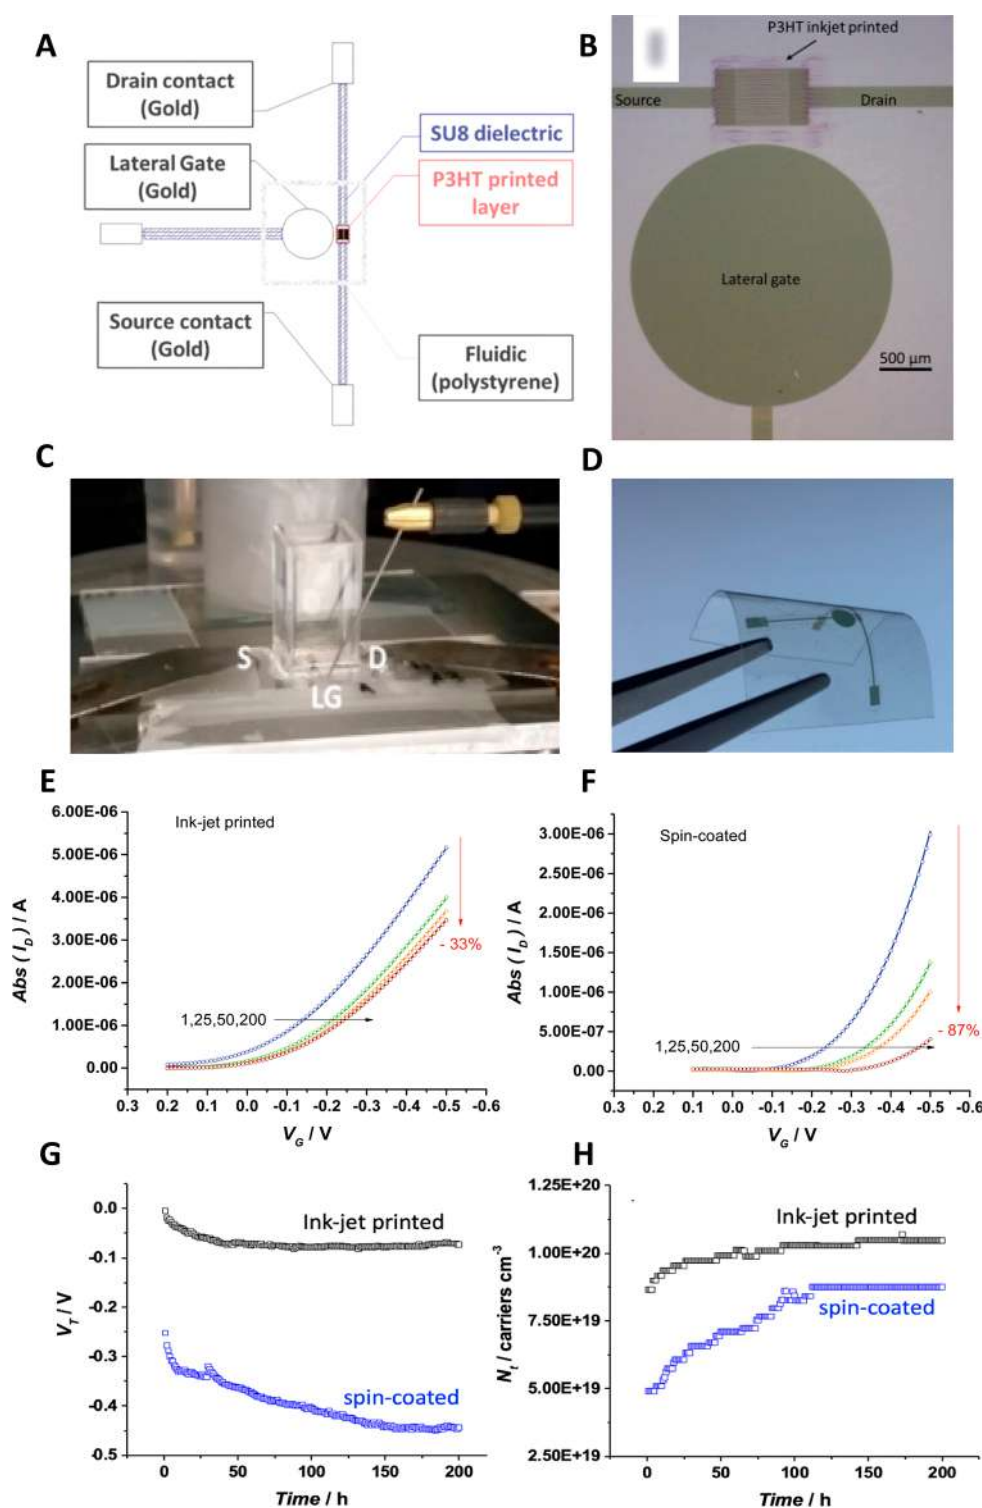 A
Drain contact
(Gold)
Lateral Gate
(Gold)
Source contact
(Gold)
SU8 dielectric
P3HT printed
layer
Fluidic
(polystyrene)
B
P3HT inkjet printed
Source
Drain
Lateral gate
500 µm
C
S
D
LG
D
E
Ink-jet printed
6.00E-06
5.00E-06
4.00E-06
3.00E-06
2.00E-06
1.00E-06
0.00
Abs ( I_D ) / A
- 33%
1,25,50,200
0.3 0.2 0.1 0.0 -0.1 -0.2 -0.3 -0.4 -0.5 -0.6
V_G / V
F
Spin-coated
3.00E-06
2.50E-06
2.00E-06
1.50E-06
1.00E-06
5.00E-07
0.00
Abs ( I_D ) / A
- 87%
1,25,50,200
0.3 0.2 0.1 0.0 -0.1 -0.2 -0.3 -0.4 -0.5 -0.6
V_G / V
G
0.0
-0.1
-0.2
-0.3
-0.4
-0.5
V_T / V
Ink-jet printed
spin-coated
0 50 100 150 200
Time / h
H
1.25E+20
1.00E+20
7.50E+19
5.00E+19
2.50E+19
N_t / carriers cm⁻³
Ink-jet printed
spin-coated
0 50 100 150 200
Time / h